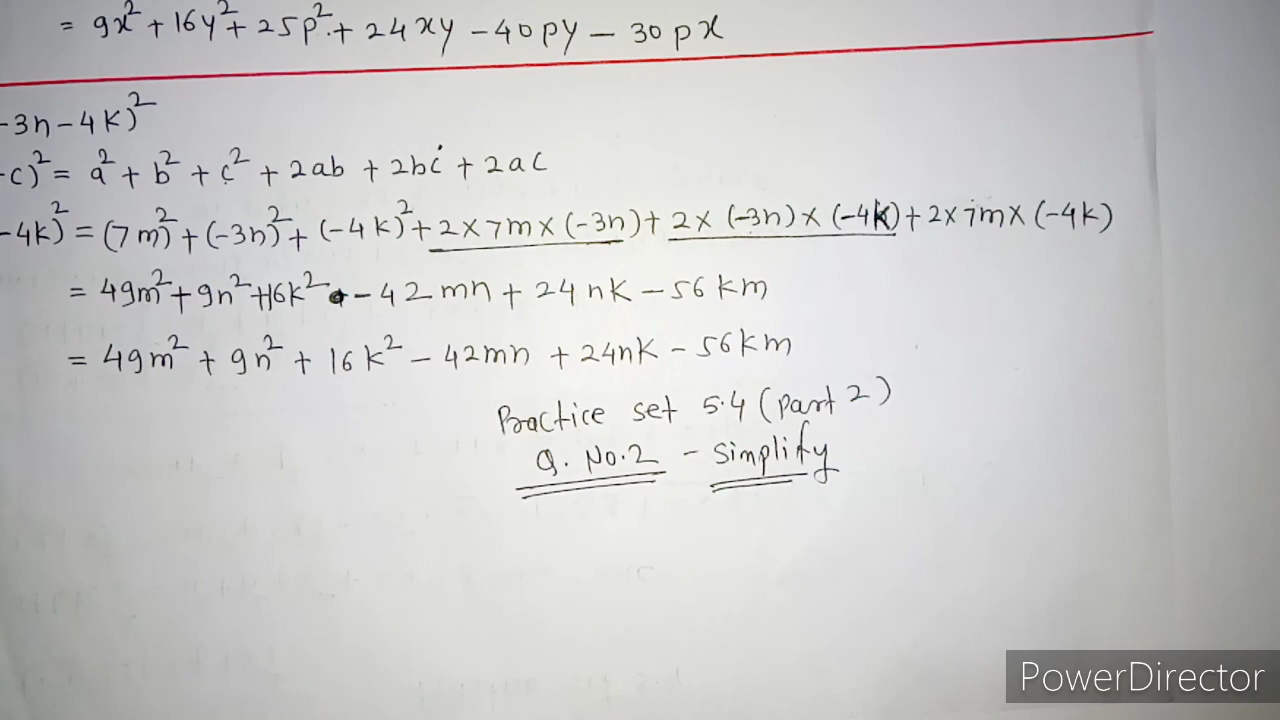 = 9x² + 16y² + 25p² + 24xy - 40py - 30px
-3n - 4k)²
-c)² = a² + b² + c² + 2ab + 2bc + 2ac
-4k)² = (7m)² + (-3n)² + (-4k)² + 2 × 7m × (-3n) + 2 × (-3n) × (-4k) + 2 × 7m × (-4k)
= 49m² + 9n² + 16k² - 42mn + 24nk - 56km
= 49m² + 9n² + 16k² - 42mn + 24nk - 56km
Practice set 5.4 (part 2)
Q. No.2 - Simplify
PowerDirector